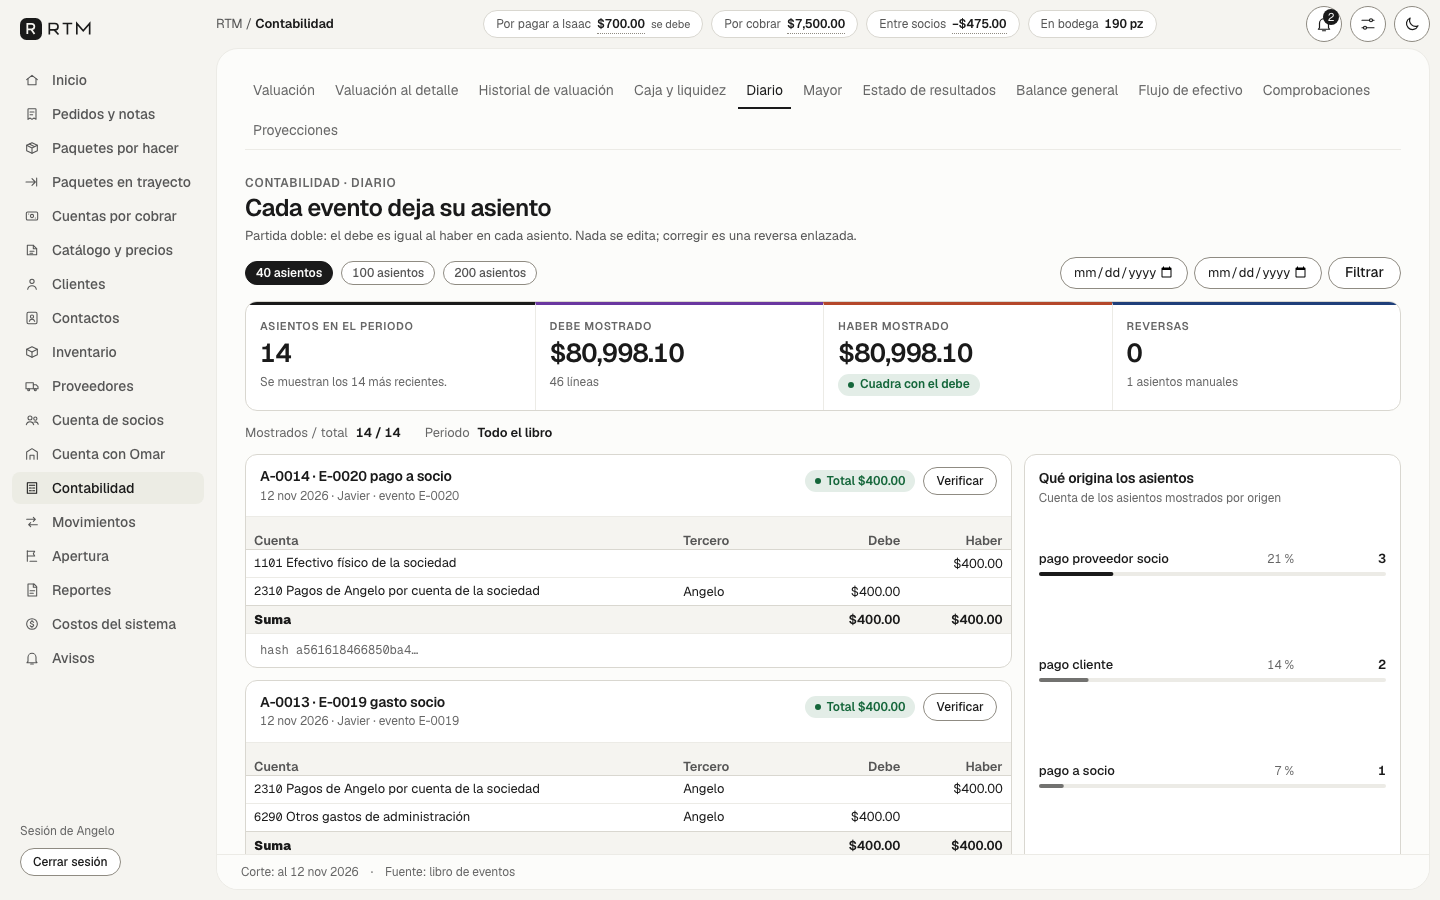 R RTM
Inicio
Pedidos y notas
Paquetes por hacer
Paquetes en trayecto
Cuentas por cobrar
Catálogo y precios
Clientes
Contactos
Inventario
Proveedores
Cuenta de socios
Cuenta con Omar
Contabilidad
Movimientos
Apertura
Reportes
Costos del sistema
Avisos
Sesión de Angelo
Cerrar sesión
RTM / Contabilidad
Por pagar a Isaac $700.00 se debe
Por cobrar $7,500.00
Entre socios −$475.00
En bodega 190 pz
2
Valuación Valuación al detalle Historial de valuación Caja y liquidez Diario Mayor Estado de resultados Balance general Flujo de efectivo Comprobaciones
Proyecciones
CONTABILIDAD · DIARIO
Cada evento deja su asiento
Partida doble: el debe es igual al haber en cada asiento. Nada se edita; corregir es una reversa enlazada.
40 asientos 100 asientos 200 asientos mm/dd/yyyy mm/dd/yyyy Filtrar
ASIENTOS EN EL PERIODO
14
Se muestran los 14 más recientes.
DEBE MOSTRADO
$80,998.10
46 líneas
HABER MOSTRADO
$80,998.10
Cuadra con el debe
REVERSAS
0
1 asientos manuales
Mostrados / total 14 / 14 Periodo Todo el libro
A-0014 · E-0020 pago a socio
12 nov 2026 · Javier · evento E-0020
Total $400.00 Verificar
Cuenta Tercero Debe Haber
1101 Efectivo físico de la sociedad $400.00
2310 Pagos de Angelo por cuenta de la sociedad Angelo $400.00
Suma $400.00 $400.00
hash a561618466850ba4…
A-0013 · E-0019 gasto socio
12 nov 2026 · Javier · evento E-0019
Total $400.00 Verificar
Cuenta Tercero Debe Haber
2310 Pagos de Angelo por cuenta de la sociedad Angelo $400.00
6290 Otros gastos de administración Angelo $400.00
Suma $400.00 $400.00
Qué origina los asientos
Cuenta de los asientos mostrados por origen
pago proveedor socio 21 % 3
pago cliente 14 % 2
pago a socio 7 % 1
Corte: al 12 nov 2026 · Fuente: libro de eventos